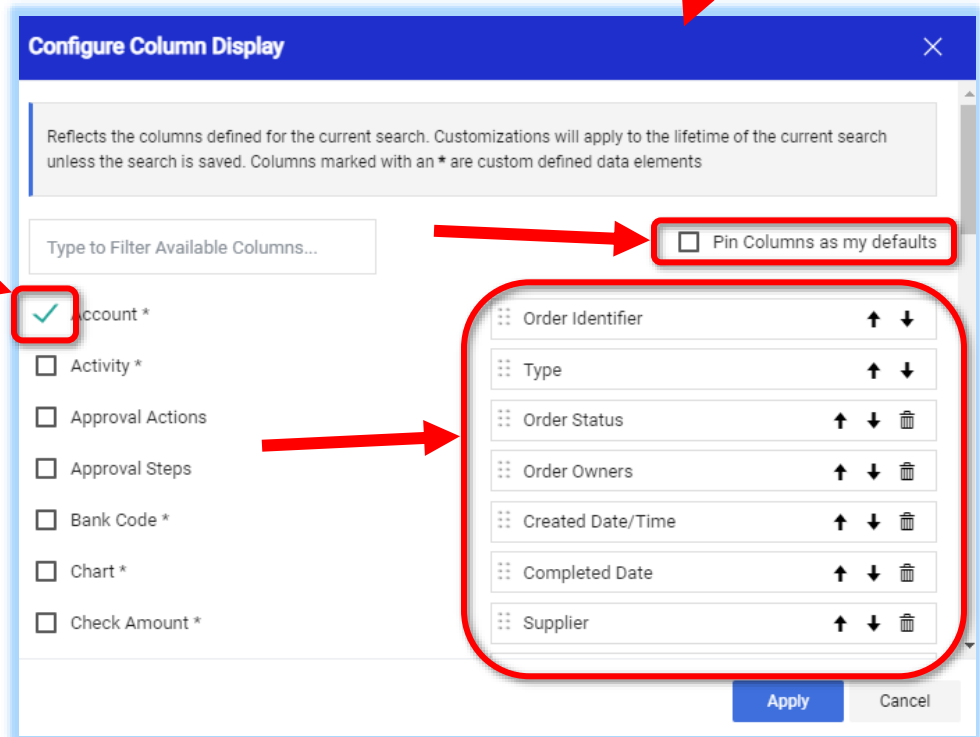 Configure Column Display
Reflects the columns defined for the current search. Customizations will apply to the lifetime of the current search
unless the search is saved. Columns marked with an * are custom defined data elements
Type to Filter Available Columns...
Pin Columns as my defaults
Account *
Activity *
Approval Actions
Approval Steps
Bank Code *
Chart *
Check Amount *
Order Identifier
Type
Order Status
Order Owners
Created Date/Time
Completed Date
Supplier
Apply
Cancel